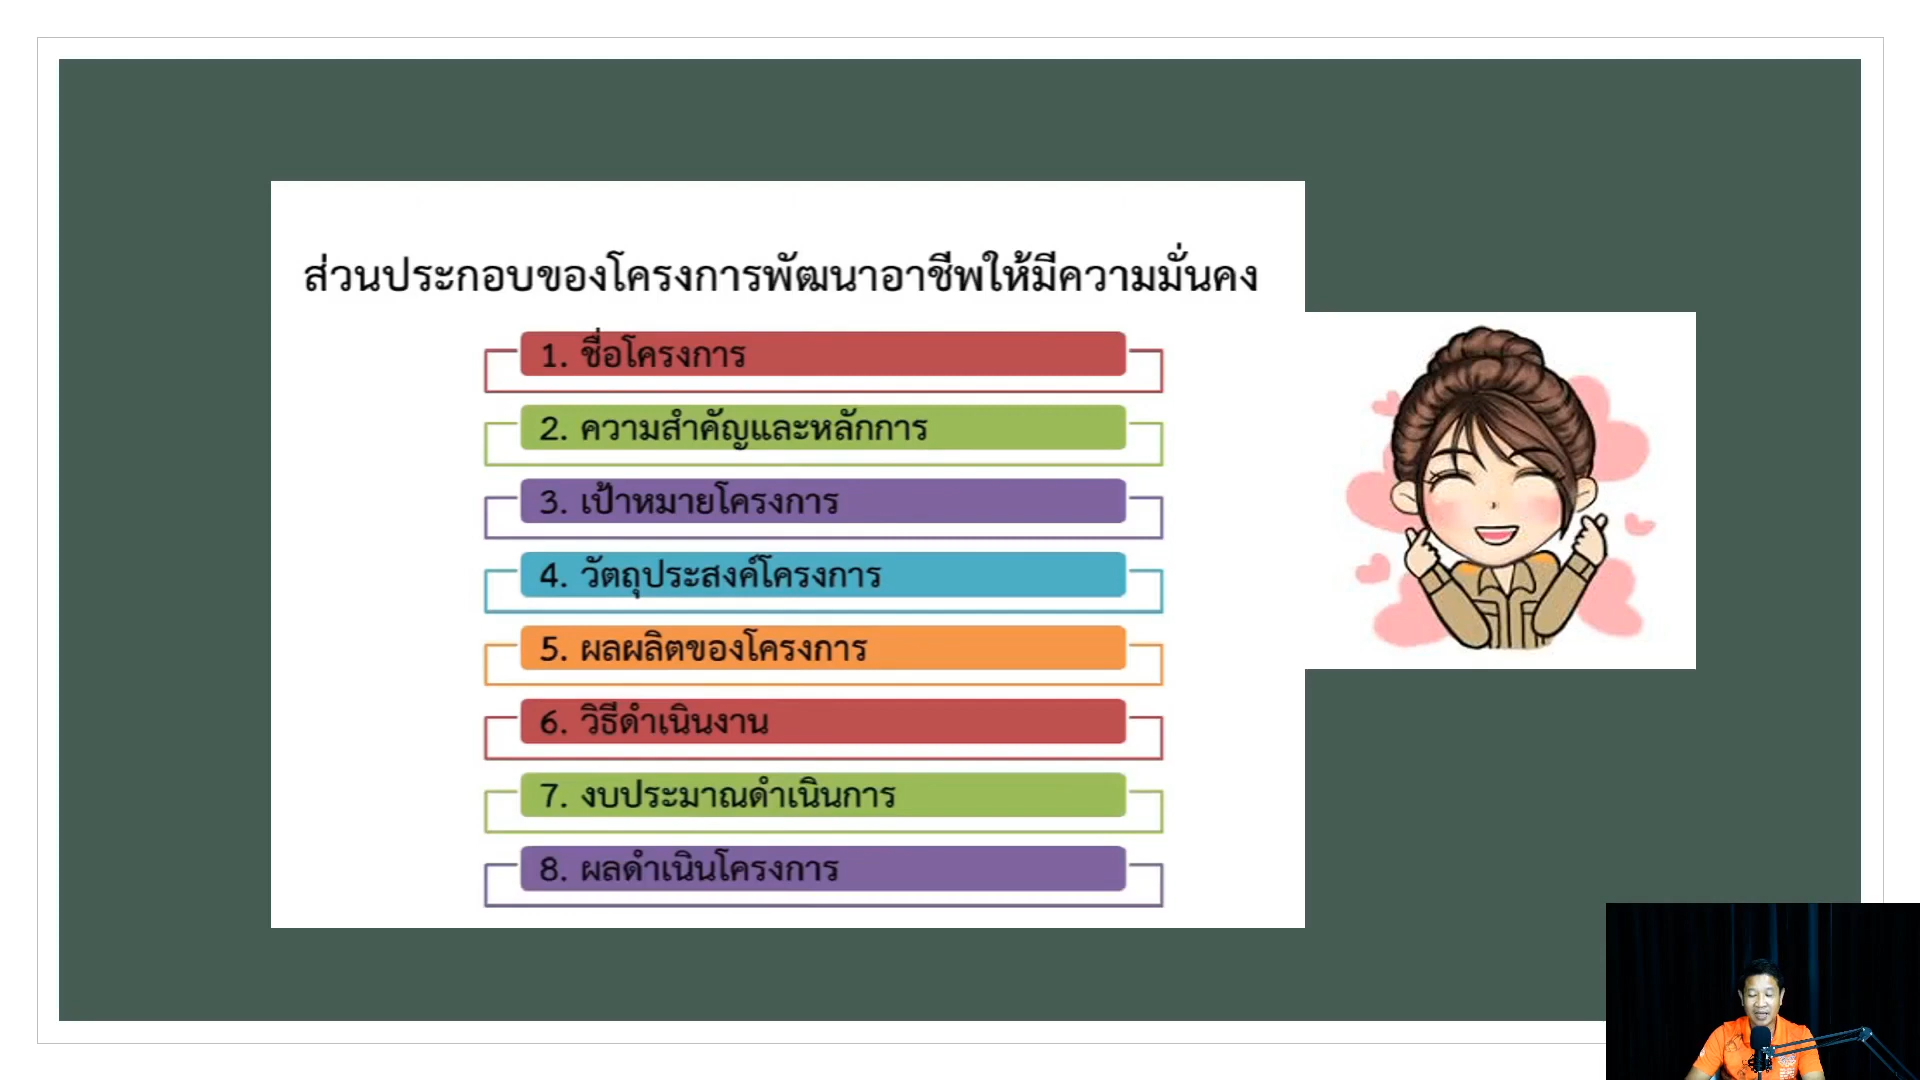 ส่วนประกอบของโครงการพัฒนาอาชีพให้มีความมั่นคง
1. ชื่อโครงการ
2. ความสำคัญและหลักการ
3. เป้าหมายโครงการ
4. วัตถุประสงค์โครงการ
5. ผลผลิตของโครงการ
6. วิธีดำเนินงาน
7. งบประมาณดำเนินการ
8. ผลดำเนินโครงการ